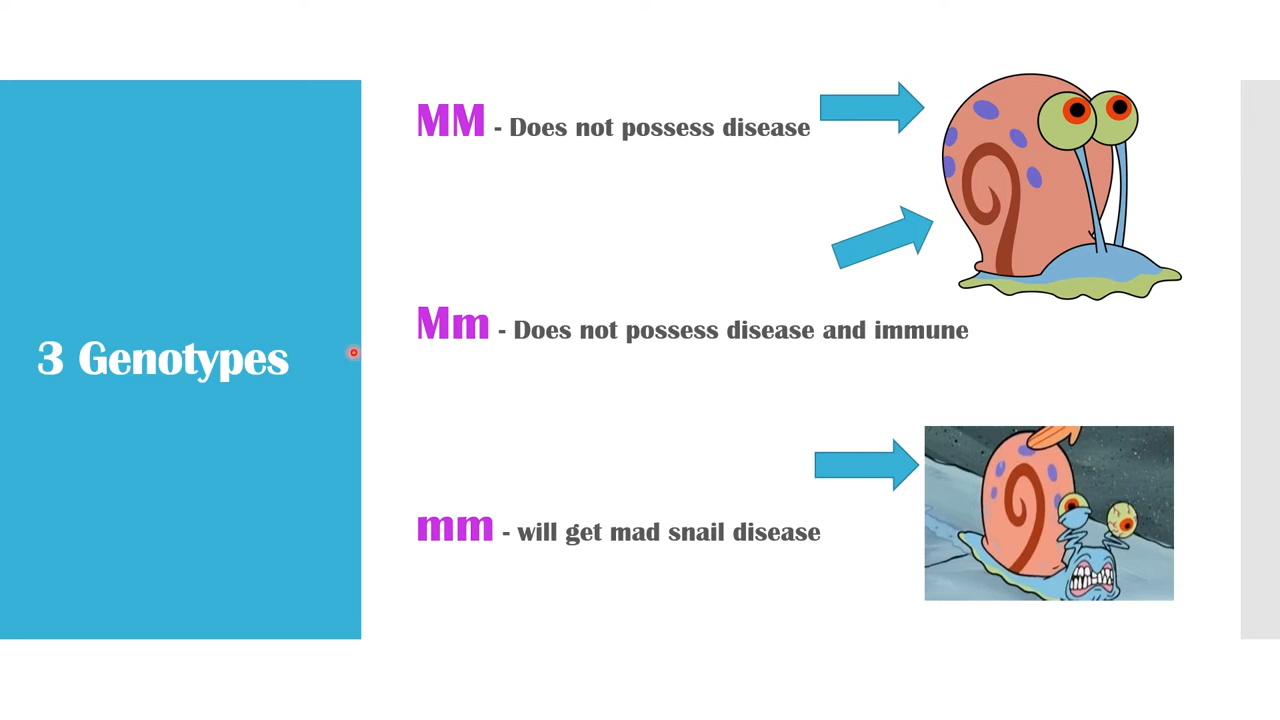 MM - Does not possess disease
3 Genotypes
Mm - Does not possess disease and immune
mm - will get mad snail disease